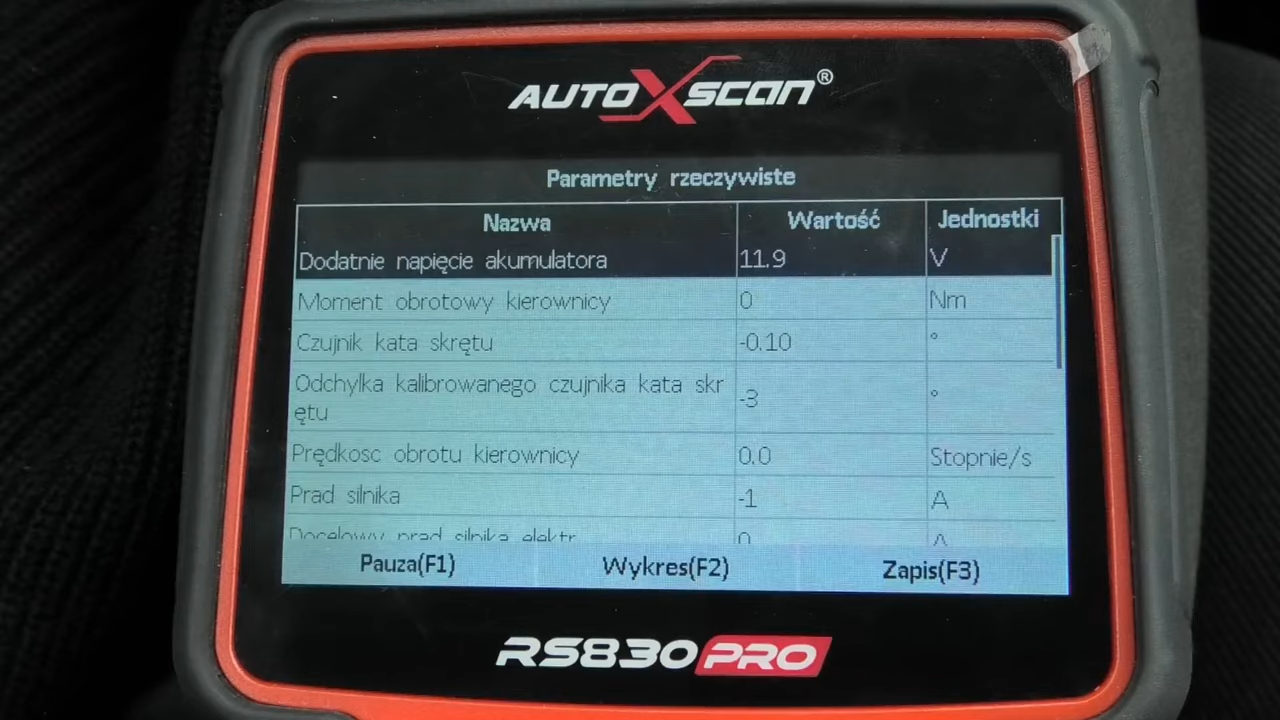 AUTOXSCAN®
Parametry rzeczywiste
Nazwa Wartość Jednostki
Dodatnie napięcie akumulatora 11.9 V
Moment obrotowy kierownicy 0 Nm
Czujnik kata skrętu -0.10 °
Odchylka kalibrowanego czujnika kata skr
ętu -3 °
Prędkosc obrotu kierownicy 0.0 Stopnie/s
Prad silnika -1 A
Docelowy prad silnika elektr 0 A
Pauza(F1) Wykres(F2) Zapis(F3)
RS830PRO